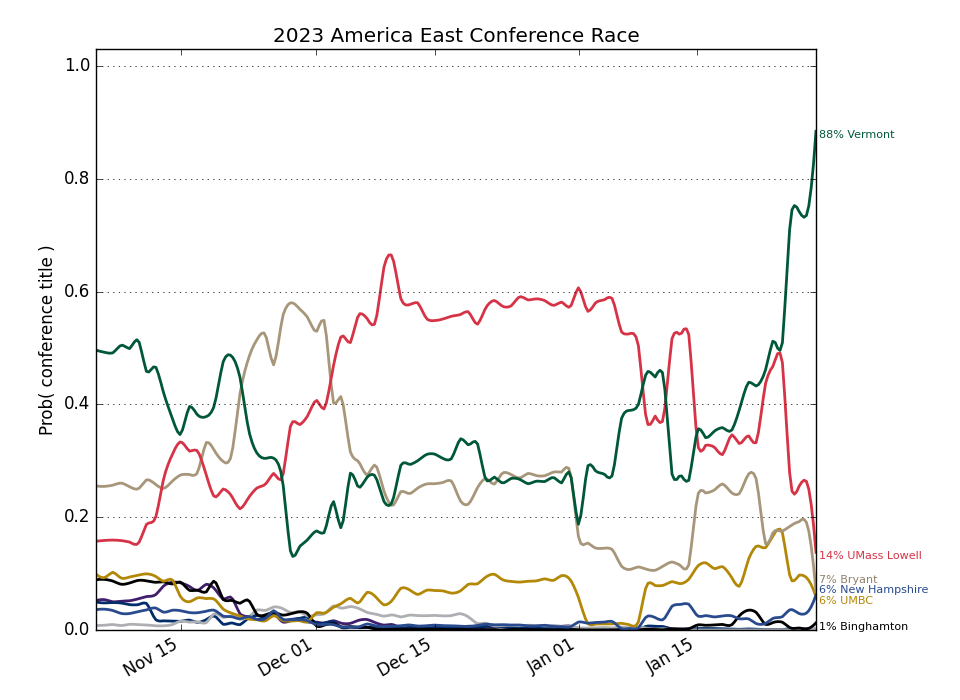 2023 America East Conference Race
Prob( conference title )
1.0
0.8
0.6
0.4
0.2
0.0
Nov 15
Dec 01
Dec 15
Jan 01
Jan 15
88% Vermont
14% UMass Lowell
7% Bryant
6% New Hampshire
6% UMBC
1% Binghamton